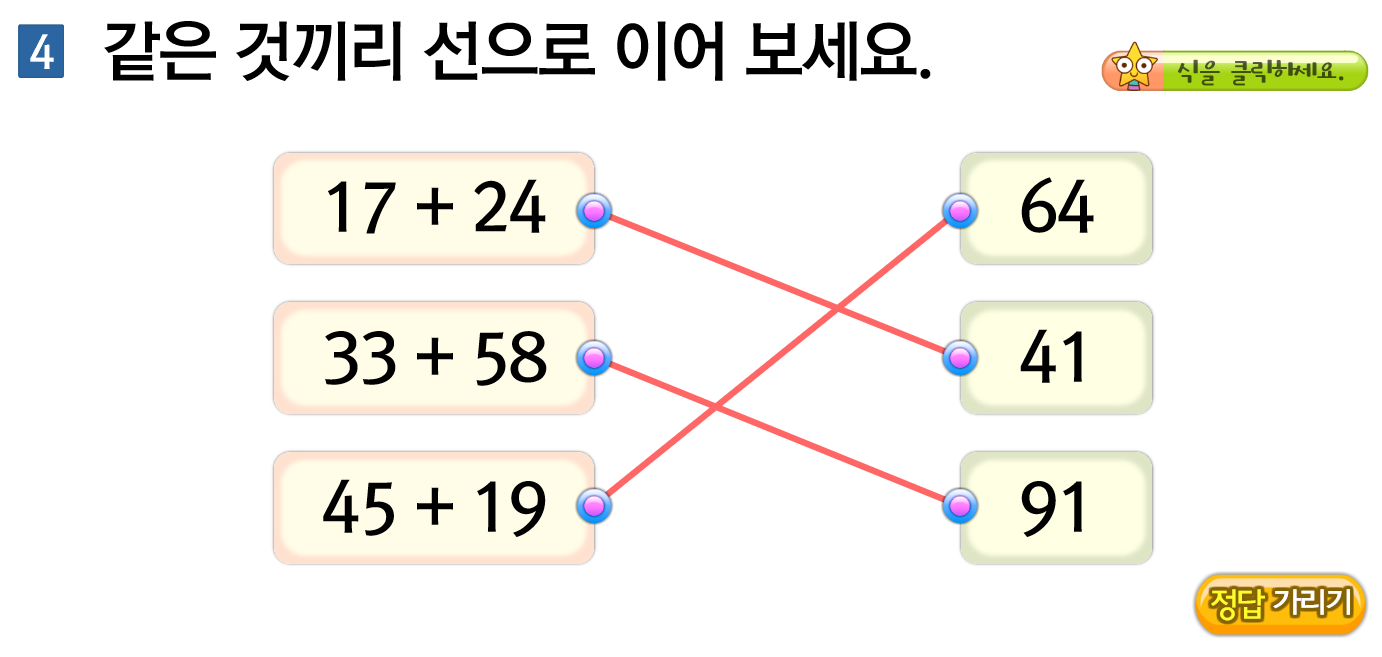 4 같은 것끼리 선으로 이어 보세요.
식을 클릭하세요.
17 + 24
64
33 + 58
41
45 + 19
91
정답 가리기